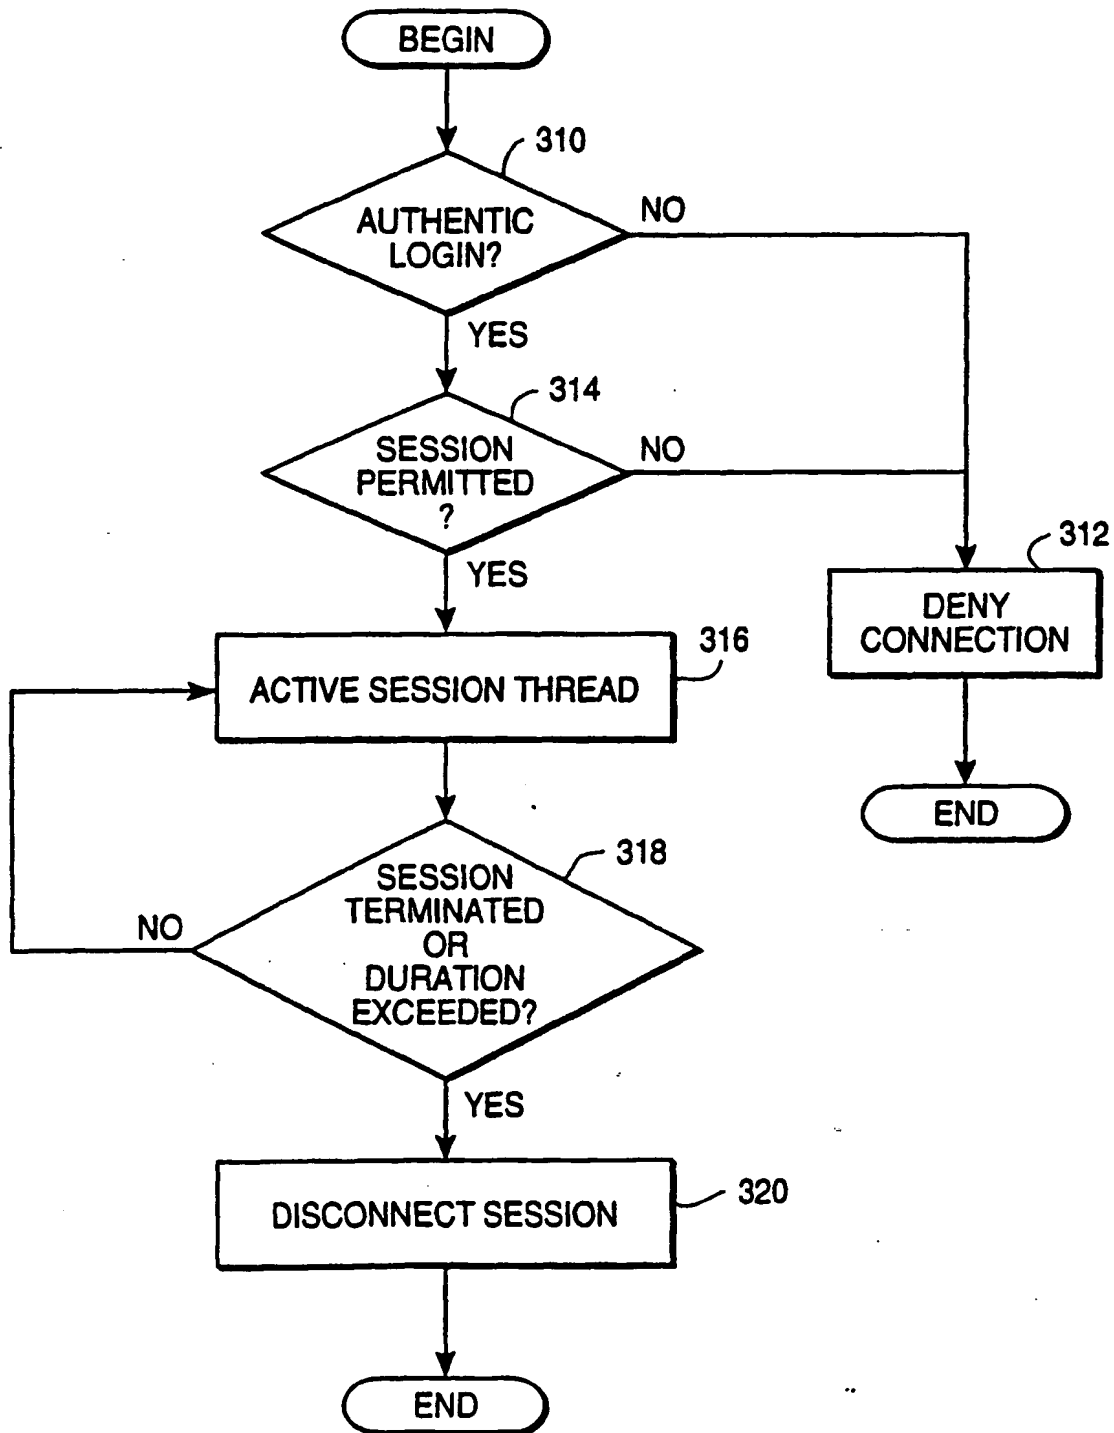 BEGIN
310
AUTHENTIC
LOGIN?
NO
YES
314
SESSION
PERMITTED
?
NO
YES
312
DENY
CONNECTION
316
ACTIVE SESSION THREAD
END
318
SESSION
TERMINATED
OR
DURATION
EXCEEDED?
NO
YES
320
DISCONNECT SESSION
END